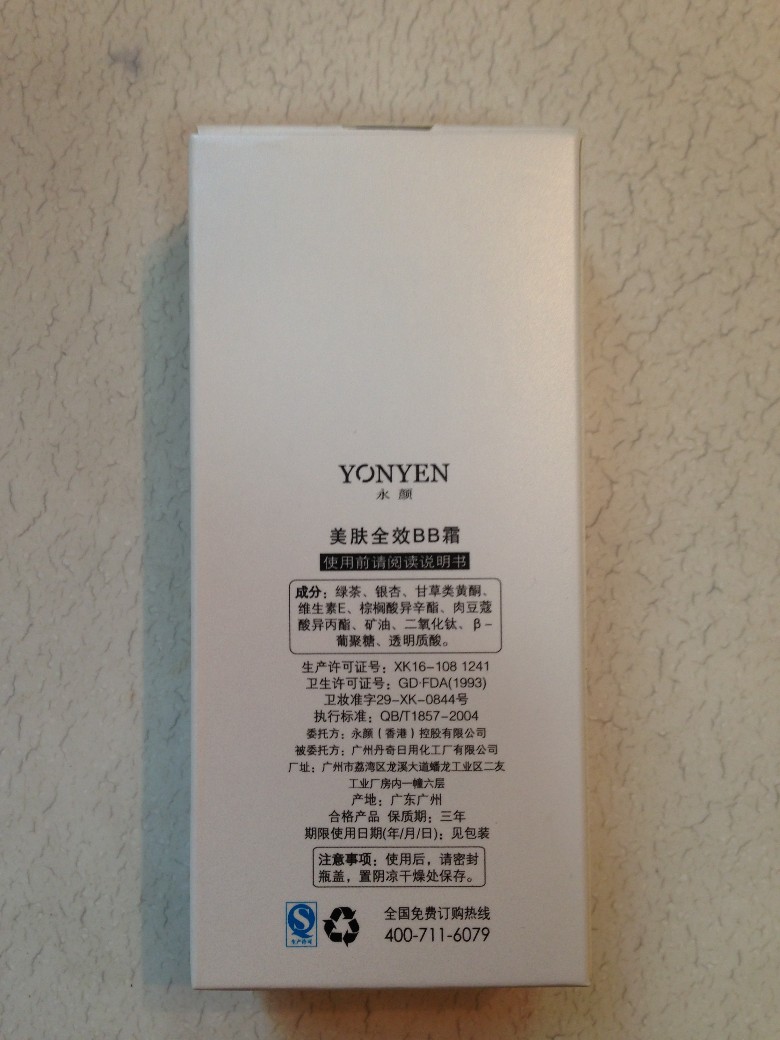 YONYEN
永颜
美肤全效BB霜
使用前请阅读说明书
成分：绿茶、银杏、甘草类黄酮、
维生素E、棕榈酸异辛酯、肉豆蔻
酸异丙酯、矿油、二氧化钛、β-
葡聚糖、透明质酸。
生产许可证号：XK16-108 1241
卫生许可证号：GD·FDA(1993)
卫妆准字29-XK-0844号
执行标准：QB/T1857-2004
委托方：永颜（香港）控股有限公司
被委托方：广州丹奇日用化工厂有限公司
厂址：广州市荔湾区龙溪大道蟠龙工业区二友
工业厂房内一幢六层
产地：广东广州
合格产品 保质期：三年
期限使用日期(年/月/日)：见包装
注意事项：使用后，请密封
瓶盖，置阴凉干燥处保存。
生产许可
全国免费订购热线
400-711-6079